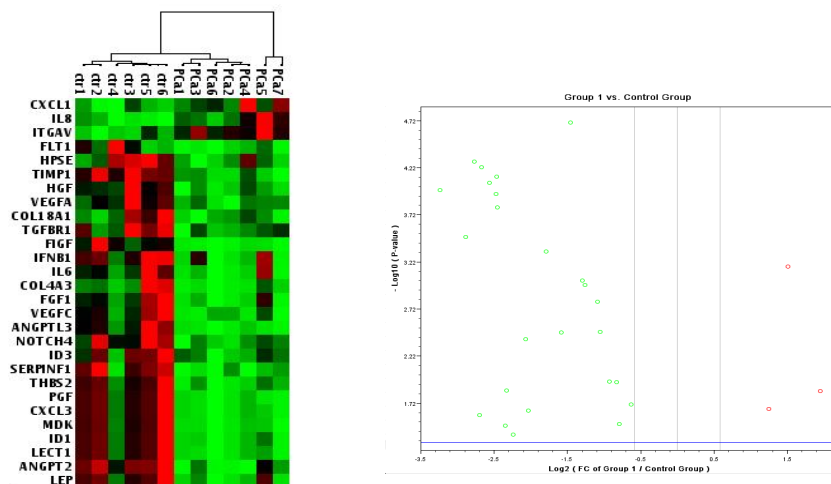 ctr1 ctr2 ctr4 ctr3 ctr5 ctr6 PCa1 PCa3 PCa6 PCa2 PCa4 PCa5 PCa7
CXCL1
IL8
ITGAV
FLT1
HPSE
TIMP1
HGF
VEGFA
COL18A1
TGFBR1
FIGF
IFNB1
IL6
COL4A3
FGF1
VEGFC
ANGPTL3
NOTCH4
ID3
SERPINF1
THBS2
PGF
CXCL3
MDK
ID1
LECT1
ANGPT2
LEP
Group 1 vs. Control Group
- Log10 ( P-value )
4.72
4.22
3.72
3.22
2.72
2.22
1.72
-3.5 -2.5 -1.5 -0.5 0.5 1.5
Log2 ( FC of Group 1 / Control Group )